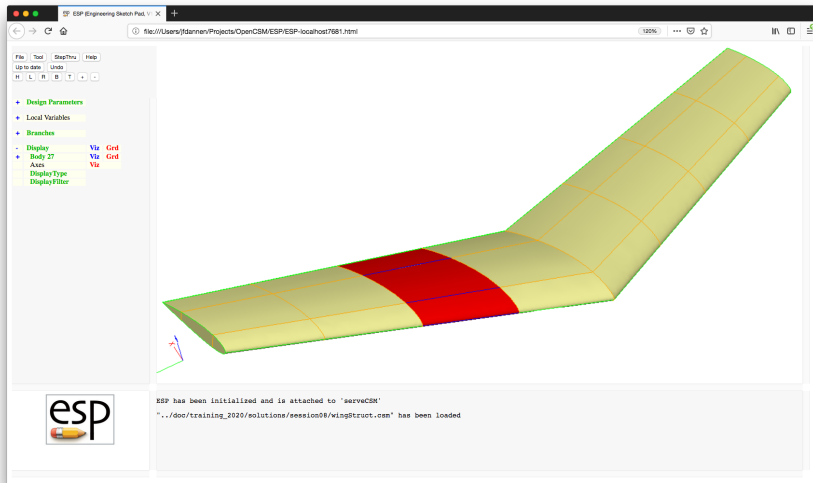 ESP (Engineering Sketch Pad, V
file:///Users/jfdannen/Projects/OpenCSM/ESP/ESP-localhost7681.html
120%
File Tool StepThru Help
Up to date Undo
H L R B T + -
+ Design Parameters
+ Local Variables
+ Branches
- Display Viz Grd
+ Body 27 Viz Grd
Axes Viz
DisplayType
DisplayFilter
x
esp
ESP has been initialized and is attached to 'serveCSM'
"../doc/training_2020/solutions/session08/wingStruct.csm" has been loaded